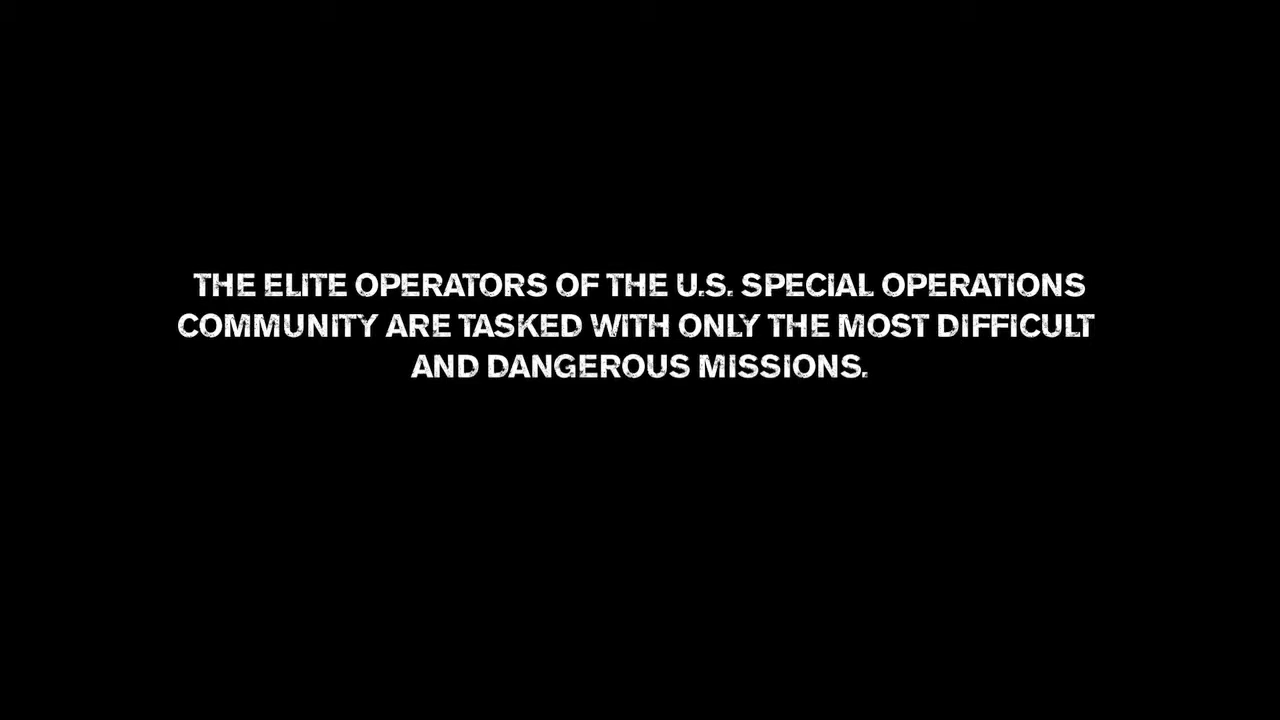 THE ELITE OPERATORS OF THE U.S. SPECIAL OPERATIONS
COMMUNITY ARE TASKED WITH ONLY THE MOST DIFFICULT
AND DANGEROUS MISSIONS.